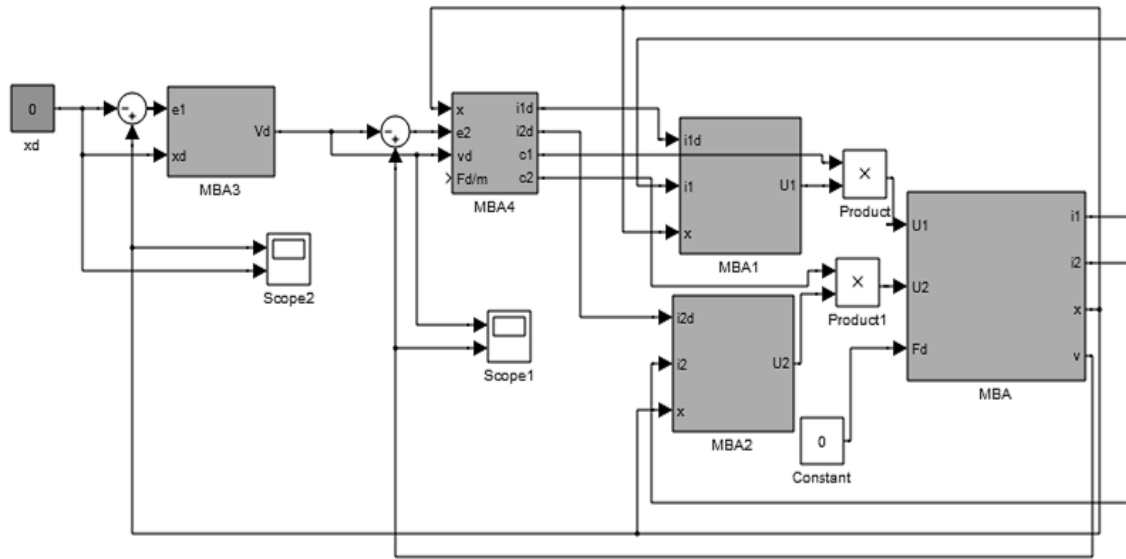 0
xd
-
+
e1
xd
Vd
MBA3
Scope2
-
+
x
e2
vd
Fd/m
i1d
i2d
c1
c2
MBA4
Scope1
i1d
i1
x
U1
MBA1
i2d
i2
x
U2
MBA2
×
Product
×
Product1
0
Constant
U1
U2
Fd
i1
i2
x
v
MBA